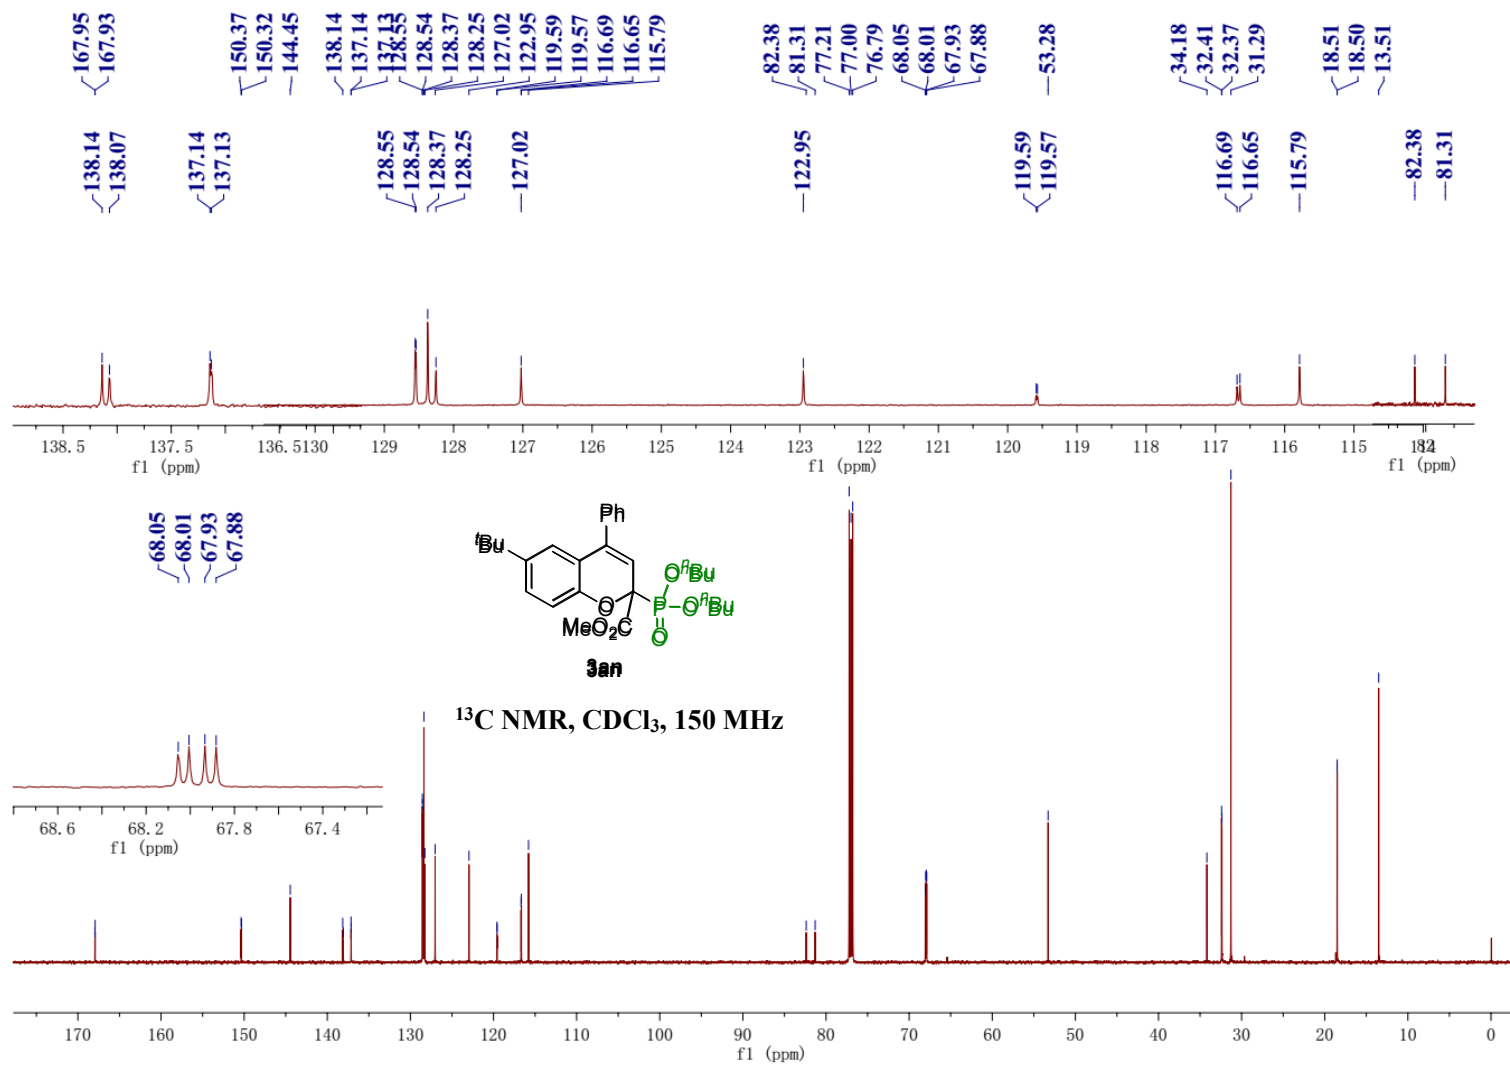 167.95 167.93 150.37 150.32 144.45 138.14 137.14 137.13 128.55 128.54 128.37 128.25 127.02 122.95 119.59 119.57 116.69 116.65 115.79 82.38 81.31 77.21 77.00 76.79 68.05 68.01 67.93 67.88 53.28 34.18 32.41 32.37 31.29 18.51 18.50 13.51
138.14 138.07 137.14 137.13 128.55 128.54 128.37 128.25 127.02 122.95 119.59 119.57 116.69 116.65 115.79 82.38 81.31
138.5 137.5 136.5 130 129 128 127 126 125 124 123 122 121 120 119 118 117 116 115 114
f1 (ppm) f1 (ppm) f1 (ppm)
68.05 68.01 67.93 67.88
Ph
tBu
OnBu
O P OnBu
MeO2C O
3an
13C NMR, CDCl3, 150 MHz
68.6 68.2 67.8 67.4
f1 (ppm)
170 160 150 140 130 120 110 100 90 80 70 60 50 40 30 20 10 0
f1 (ppm)